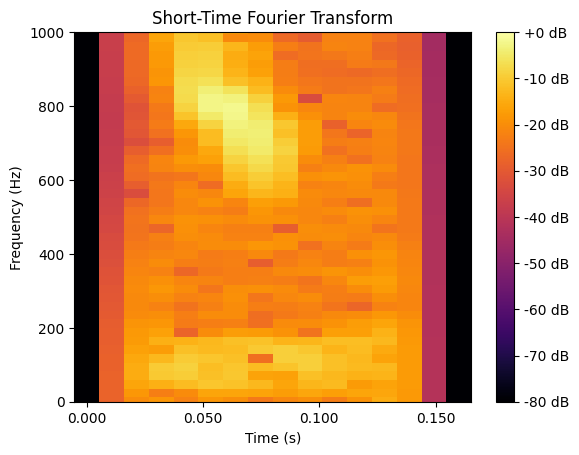 Short-Time Fourier Transform
1000
800
600
400
200
0
Frequency (Hz)
0.000
0.050
0.100
0.150
Time (s)
+0 dB
-10 dB
-20 dB
-30 dB
-40 dB
-50 dB
-60 dB
-70 dB
-80 dB